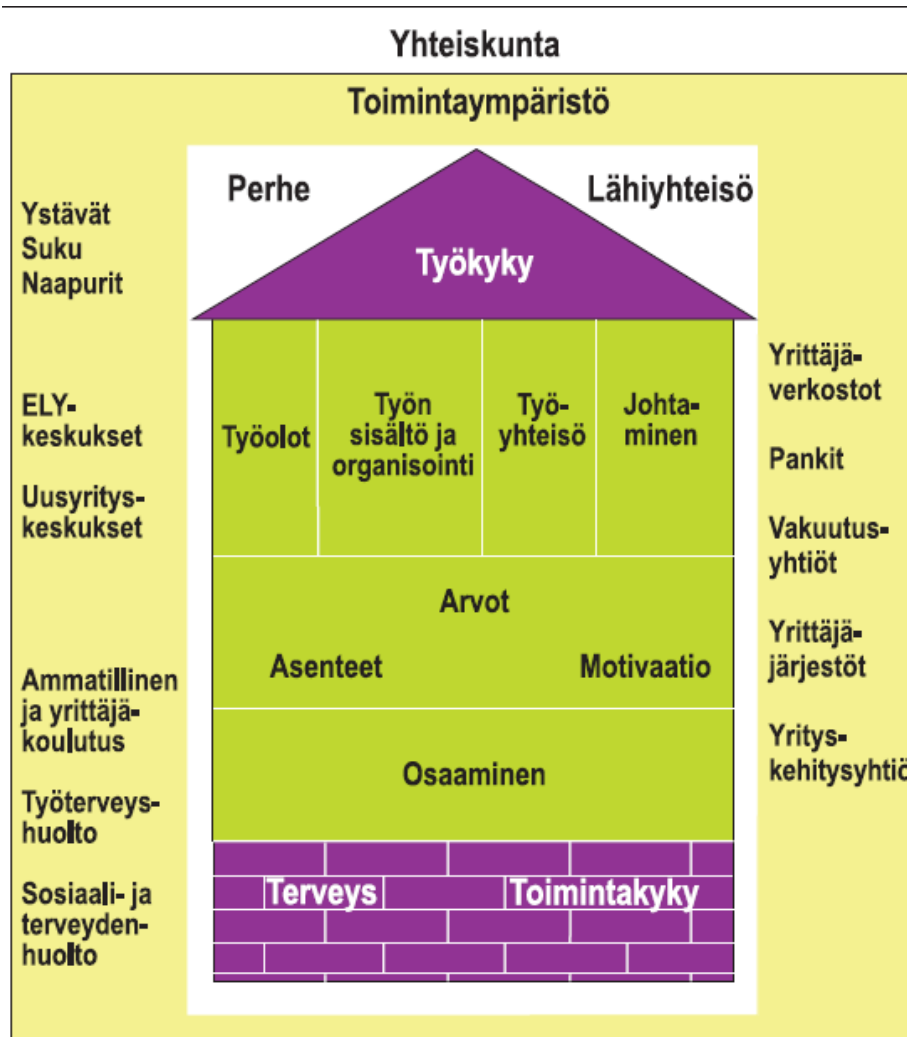 Yhteiskunta
Toimintaympäristö
Perhe
Lähiyhteisö
Ystävät
Suku
Naapurit
Työkyky
ELY-
keskukset
Uusyritys-
keskukset
Työolot
Työn
sisältö ja
organisointi
Työ-
yhteisö
Johta-
minen
Yrittäjä-
verkostot
Pankit
Vakuutus-
yhtiöt
Yrittäjä-
järjestöt
Yritys-
kehitysyhtiö
Arvot
Asenteet
Motivaatio
Ammatillinen
ja yrittäjä-
koulutus
Työterveys-
huolto
Sosiaali- ja
terveyden-
huolto
Osaaminen
Terveys
Toimintakyky